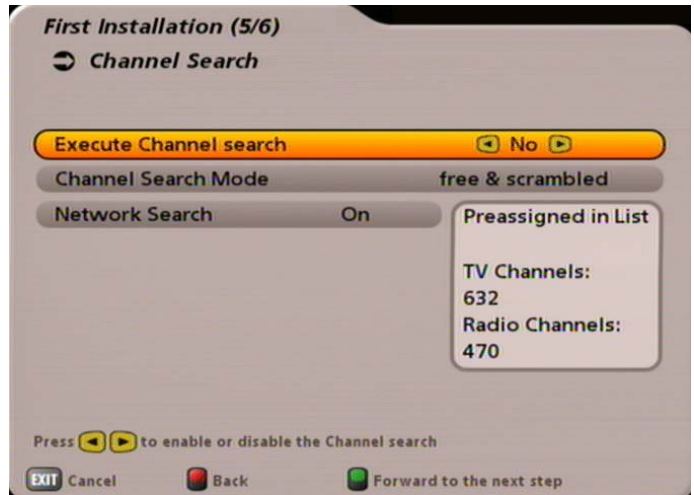 First Installation (5/6)
Channel Search
Execute Channel search No
Channel Search Mode free & scrambled
Network Search On
Preassigned in List
TV Channels:
632
Radio Channels:
470
Press to enable or disable the Channel search
EXIT Cancel Back Forward to the next step